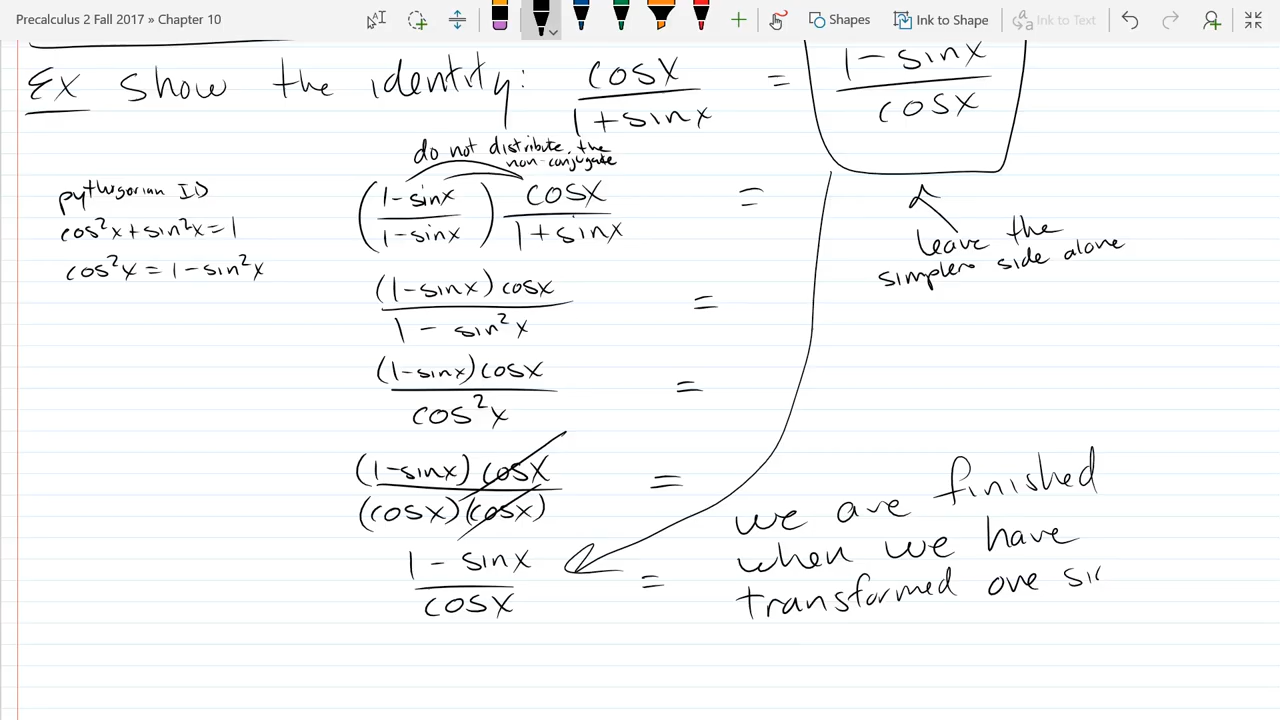 Precalculus 2 Fall 2017 » Chapter 10
Shapes
Ink to Shape
Ink to Text
Ex show the identity: cosx / 1+sinx = 1-sinx / cosx
do not distribute the
non-conjugate
pythagorian ID
cos²x+sin²x=1
cos²x = 1-sin²x
(1-sinx / 1-sinx) cosx / 1+sinx =
leave the
simpler side alone
(1-sinx) cosx / 1 - sin²x =
(1-sinx) cosx / cos²x =
(1-sinx) cosx / (cosx)(cosx) =
1 - sinx / cosx =
we are finished
when we have
transformed one si